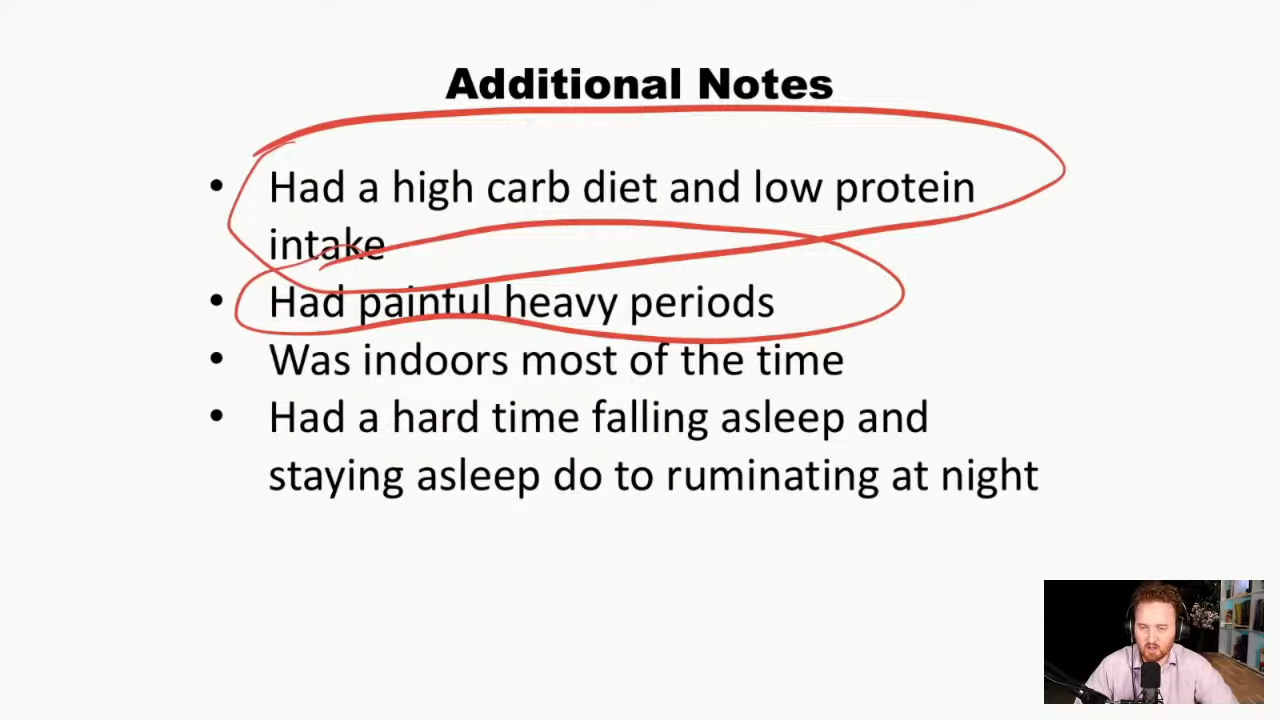 Additional Notes
• Had a high carb diet and low protein
intake
• Had painful heavy periods
• Was indoors most of the time
• Had a hard time falling asleep and
staying asleep do to ruminating at night